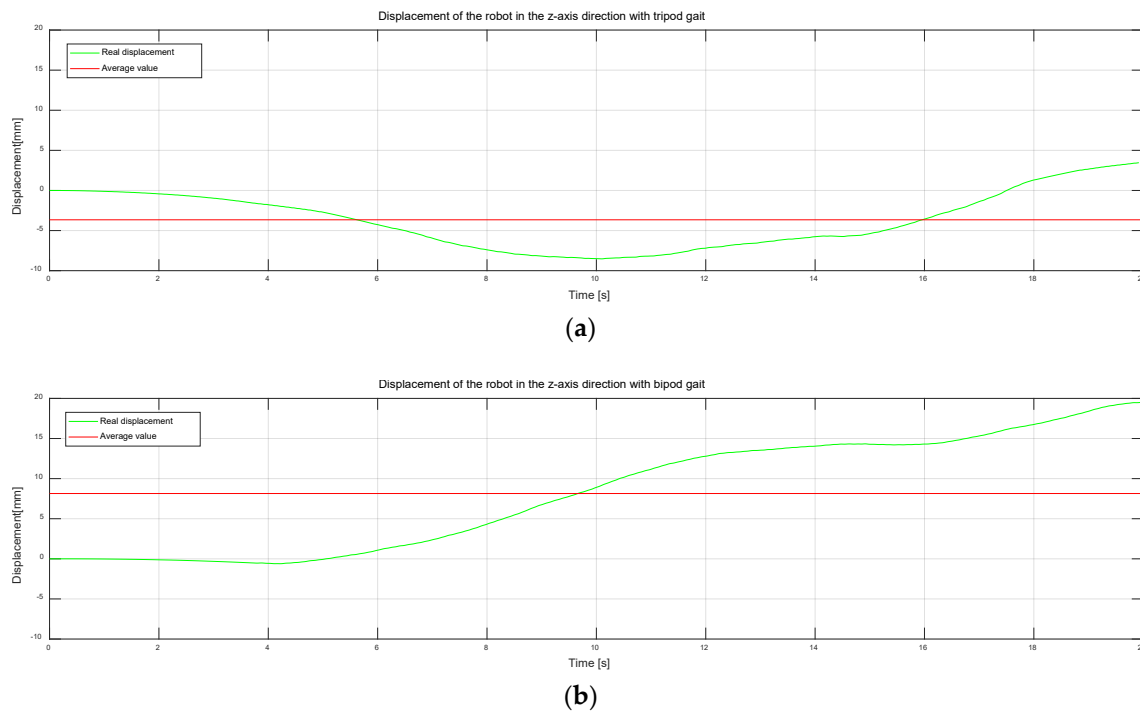 Displacement of the robot in the z-axis direction with tripod gait
20
15
10
5
0
-5
-10
Displacement[mm]
Real displacement
Average value
0 2 4 6 8 10 12 14 16 18 2
Time [s]
(a)
Displacement of the robot in the z-axis direction with bipod gait
20
15
10
5
0
-5
-10
Displacement[mm]
Real displacement
Average value
0 2 4 6 8 10 12 14 16 18 2
Time [s]
(b)